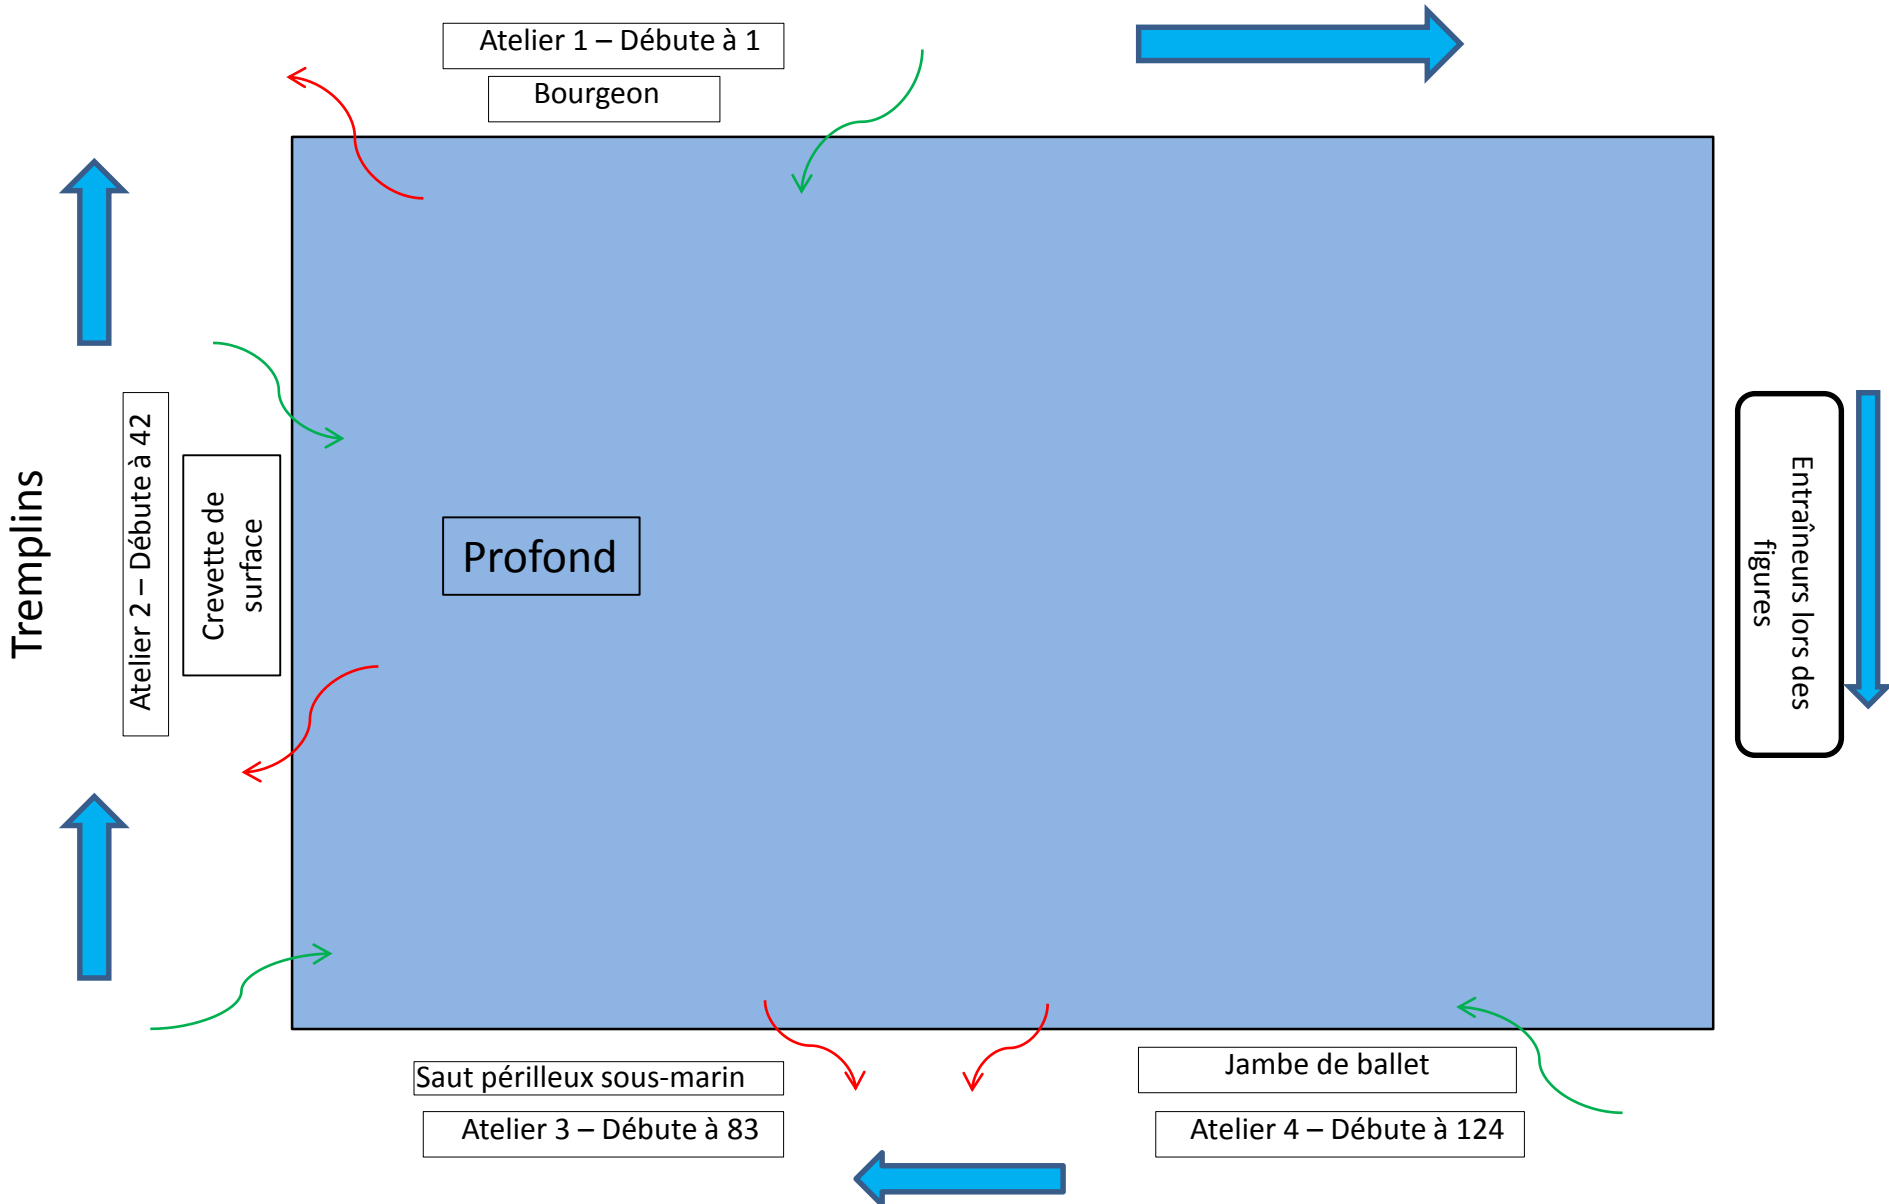 Atelier 1 – Débute à 1
Bourgeon
Tremplins
Atelier 2 – Débute à 42
Crevette de
surface
Profond
Entraîneurs lors des
figures
Saut périlleux sous-marin
Atelier 3 – Débute à 83
Jambe de ballet
Atelier 4 – Débute à 124